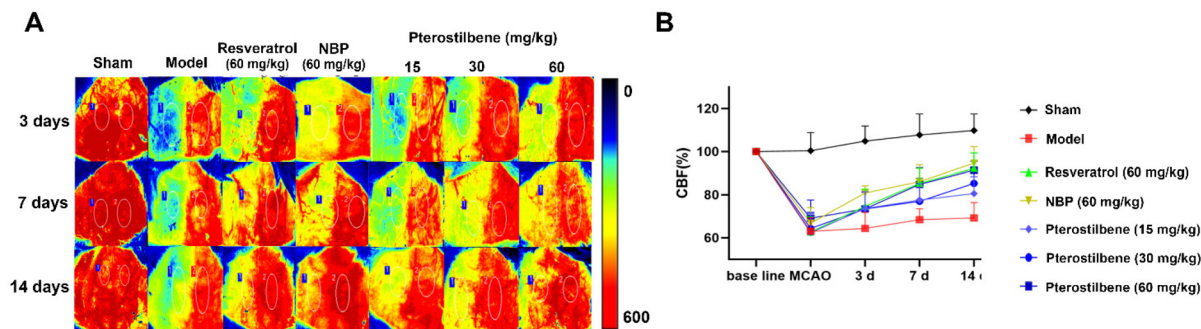 A
Sham
Model
Resveratrol
(60 mg/kg)
NBP
(60 mg/kg)
Pterostilbene (mg/kg)
15
30
60
3 days
7 days
14 days
0
600
B
CBF(%)
120
100
80
60
base line MCAO 3 d 7 d 14
Sham
Model
Resveratrol (60 mg/kg)
NBP (60 mg/kg)
Pterostilbene (15 mg/kg)
Pterostilbene (30 mg/kg)
Pterostilbene (60 mg/kg)